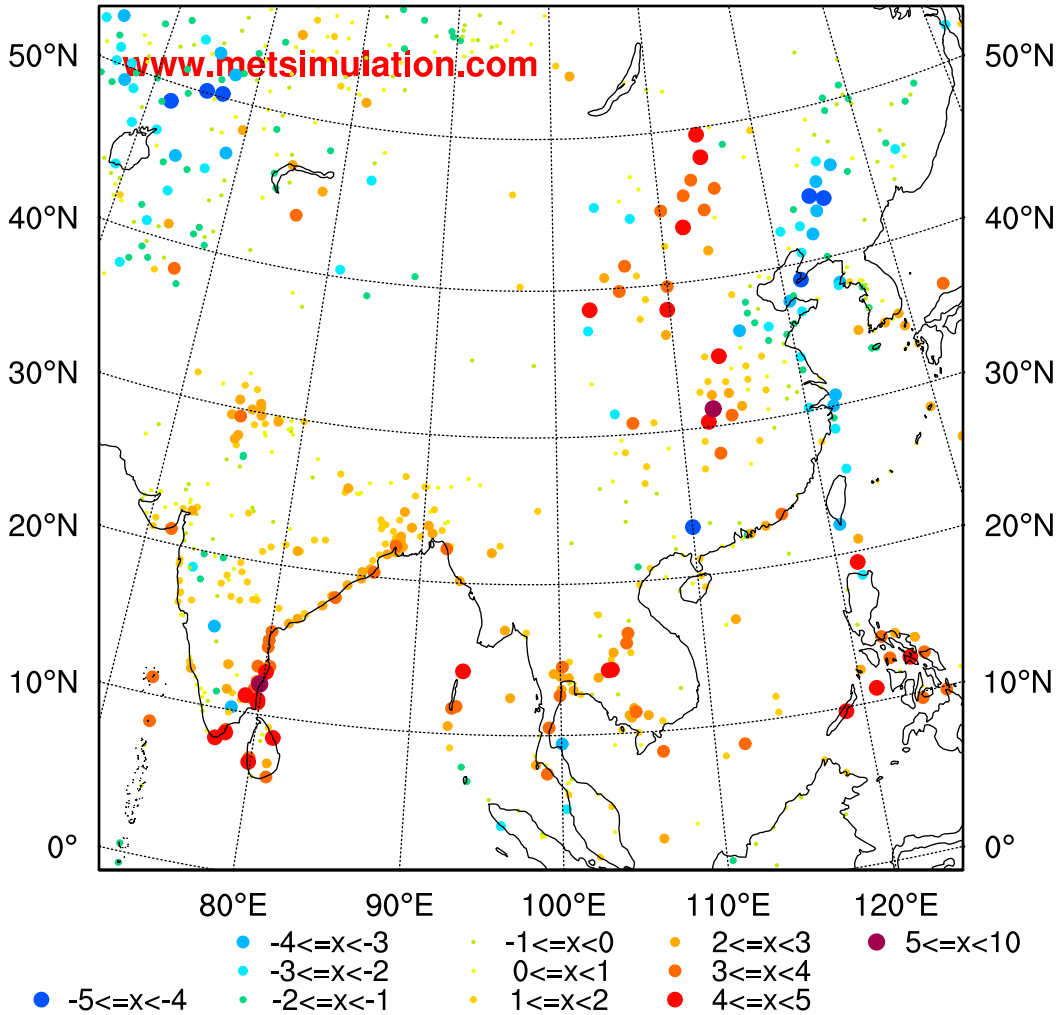 50°N 50°N
www.metsimulation.com
40°N 40°N
30°N 30°N
20°N 20°N
10°N 10°N
0° 0°
80°E 90°E 100°E 110°E 120°E
-4<=x<-3 -1<=x<0 2<=x<3 5<=x<10
-3<=x<-2 0<=x<1 3<=x<4
-5<=x<-4 -2<=x<-1 1<=x<2 4<=x<5